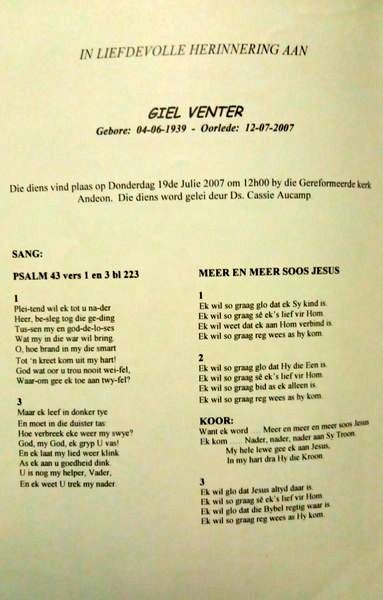 IN LIEFDEVOLLE HERINNERING AAN
GIEL VENTER
Gebore: 04-06-1939 - Oorlede: 12-07-2007
Die diens vind plaas op Donderdag 19de Julie 2007 om 12h00 by die Gereformeerde kerk
Andeon. Die diens word gelei deur Ds. Cassie Aucamp.
SANG:
PSALM 43 vers 1 en 3 bl 223
1
Plei-tend wil ek tot u na-der
Heer, be-sleg tog die ge-ding
Tus-sen my en god-de-lo-ses
Wat my in die war wil bring.
O, hoe brand in my die smart
Tot 'n kreet kom uit my hart!
God wat oor u trou nooit wei-fel,
Waar-om gee ek toe aan twy-fel?
3
Maar ek leef in donker tye
En moet in die duister tas
Hoe verbreek eke weer my swye?
God, my God, ek gryp U vas!
En ek laat my lied weer klink
As ek aan u goedheid dink.
U is nog my helper, Vader,
En ek weet U trek my nader.
MEER EN MEER SOOS JESUS
1
Ek wil so graag glo dat ek Sy kind is.
Ek wil so graag sê ek's lief vir Hom.
Ek wil weet dat ek aan Hom verbind is.
Ek wil so graag reg wees as hy kom.
2
Ek wil so graag glo dat Hy die Een is.
Ek wil so graag sê ek's lief vir Hom.
Ek wil so graag bid as ek alleen is.
Ek wil so graag reg wees as hy kom.
KOOR:
Want ek word .... Meer en meer en meer soos Jesus
Ek kom .... Nader, nader, nader aan Sy Troon.
My hele lewe gee ek aan Jesus,
In my hart dra Hy die Kroon.
3
Ek wil glo dat Jesus altyd daar is.
Ek wil so graag sê ek's lief vir Hom.
Ek wil glo dat die Bybel regtig waar is.
Ek wil so graag reg wees as Hy kom.